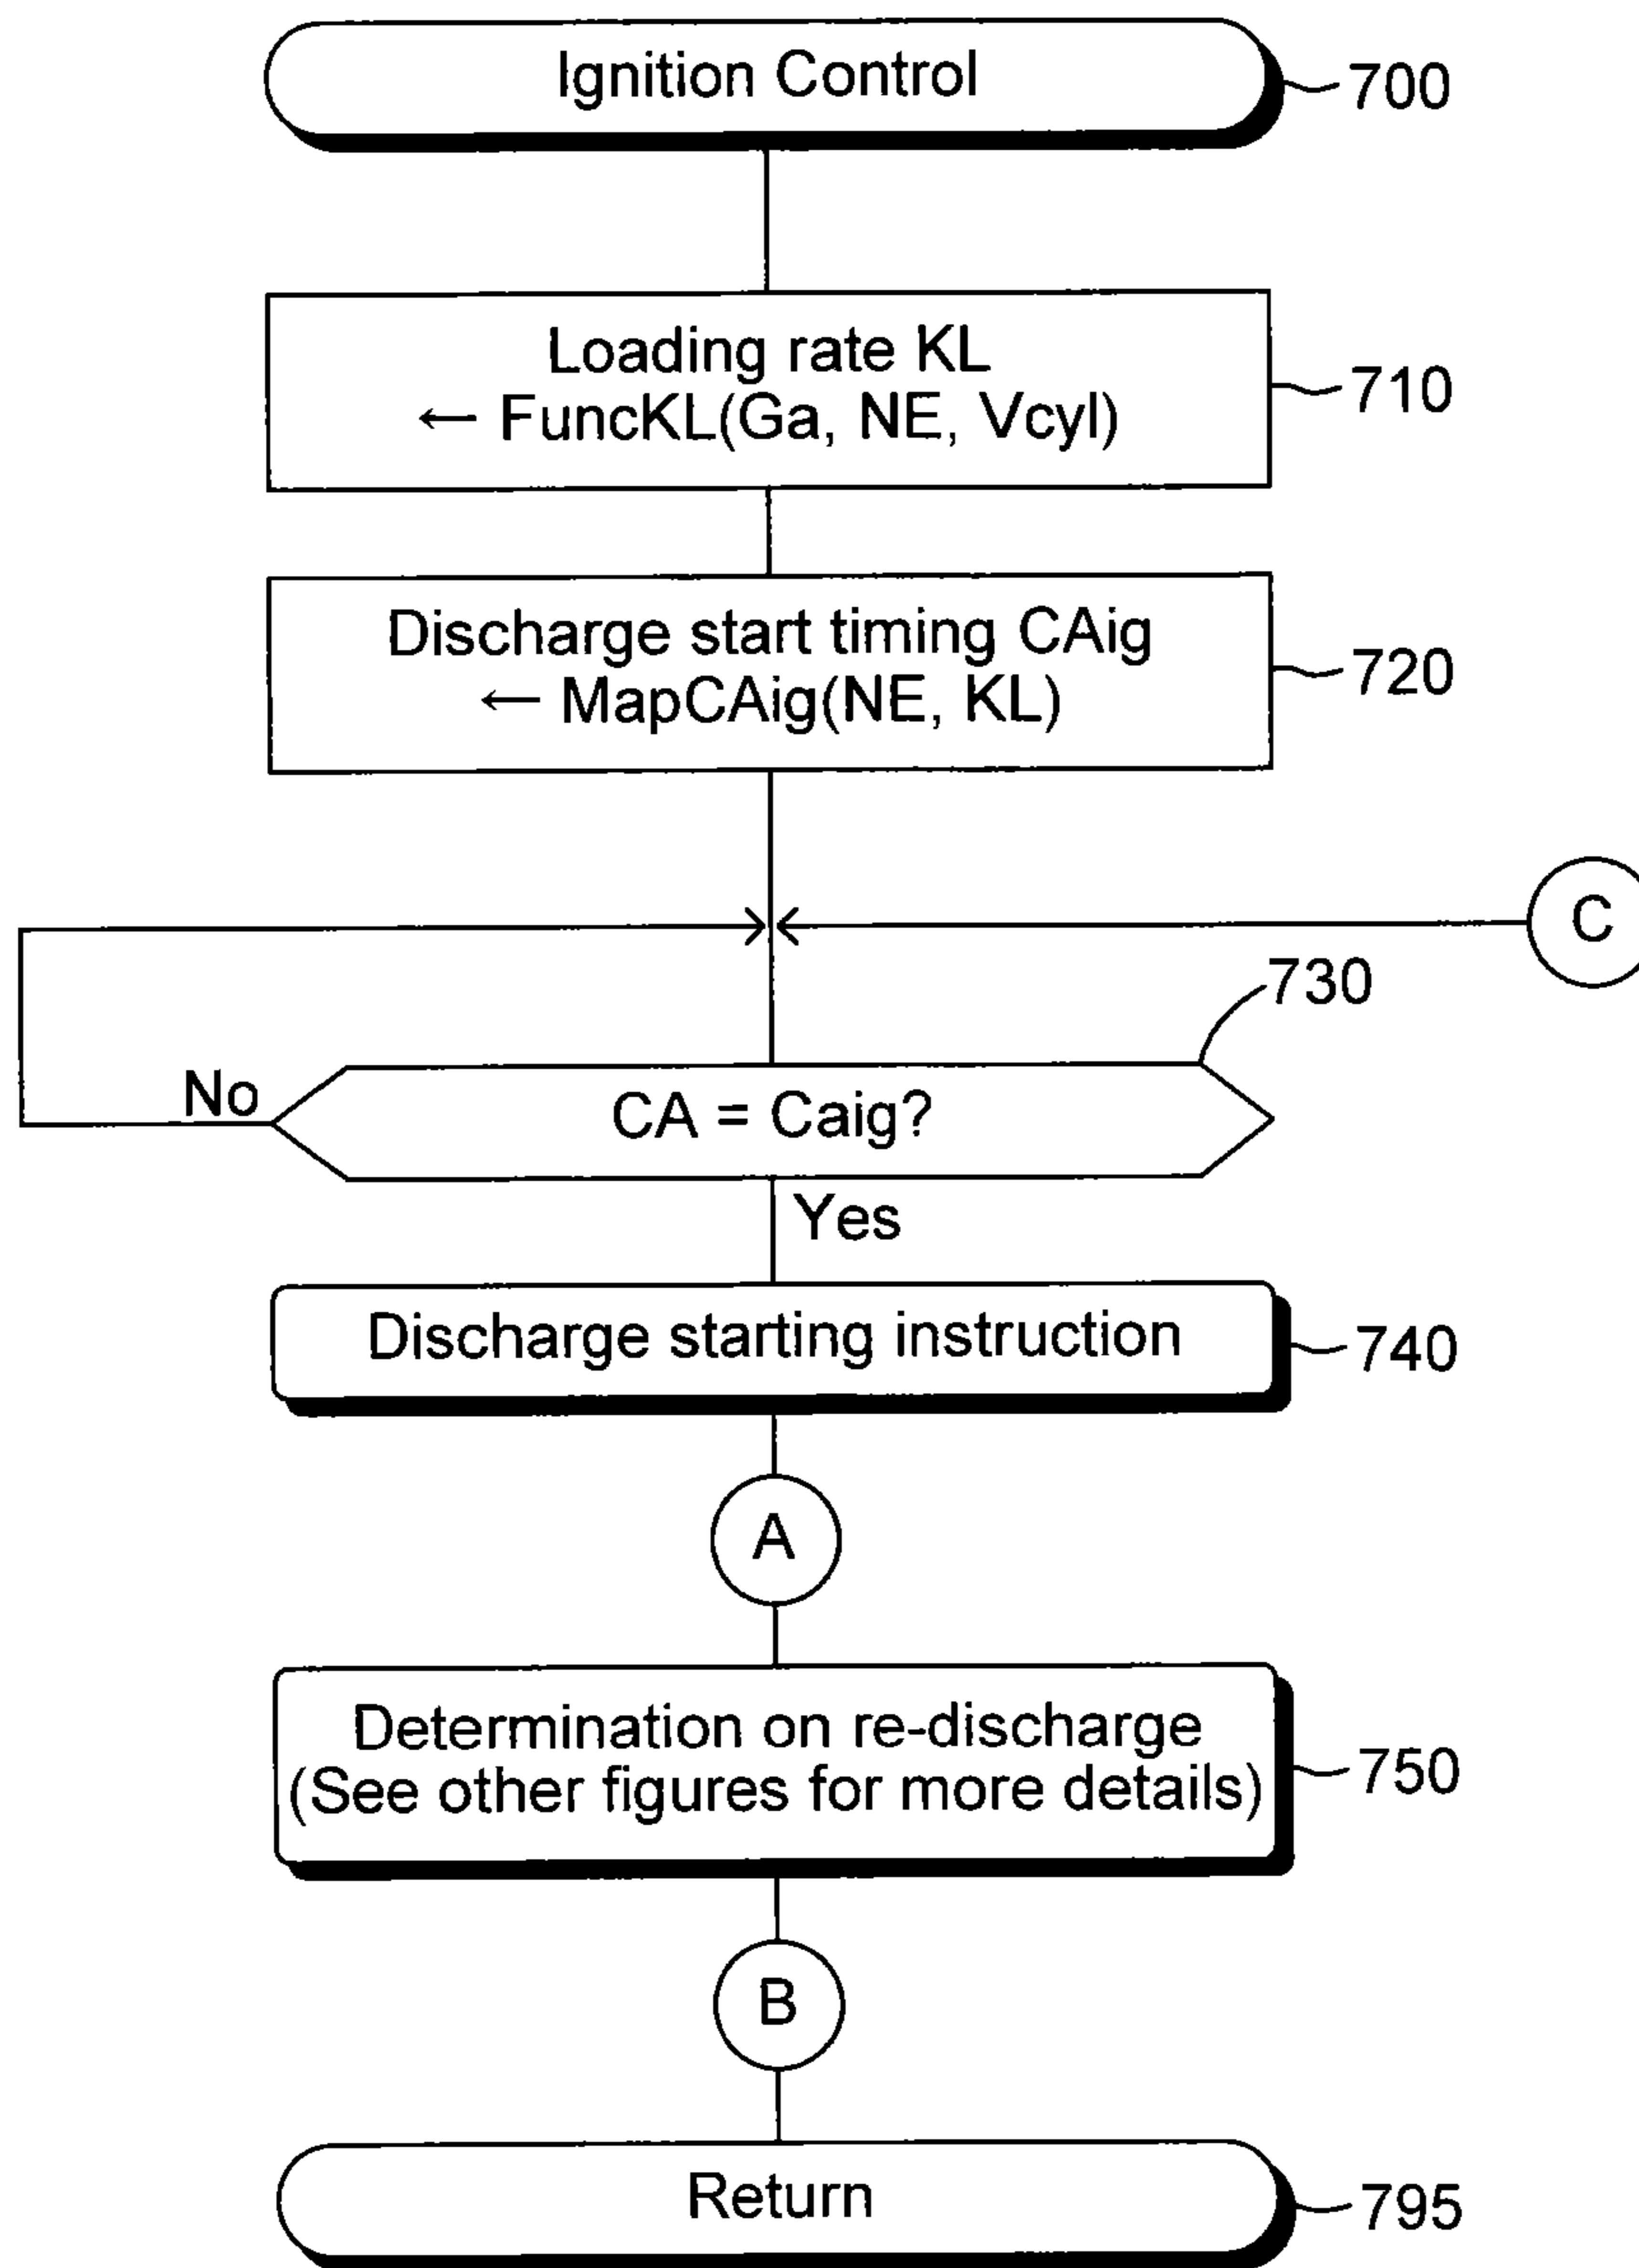 Ignition Control
700
Loading rate KL
← FuncKL(Ga, NE, Vcyl)
710
Discharge start timing CAig
← MapCAig(NE, KL)
720
C
730
No
CA = Caig?
Yes
Discharge starting instruction
740
A
Determination on re-discharge
(See other figures for more details)
750
B
Return
795